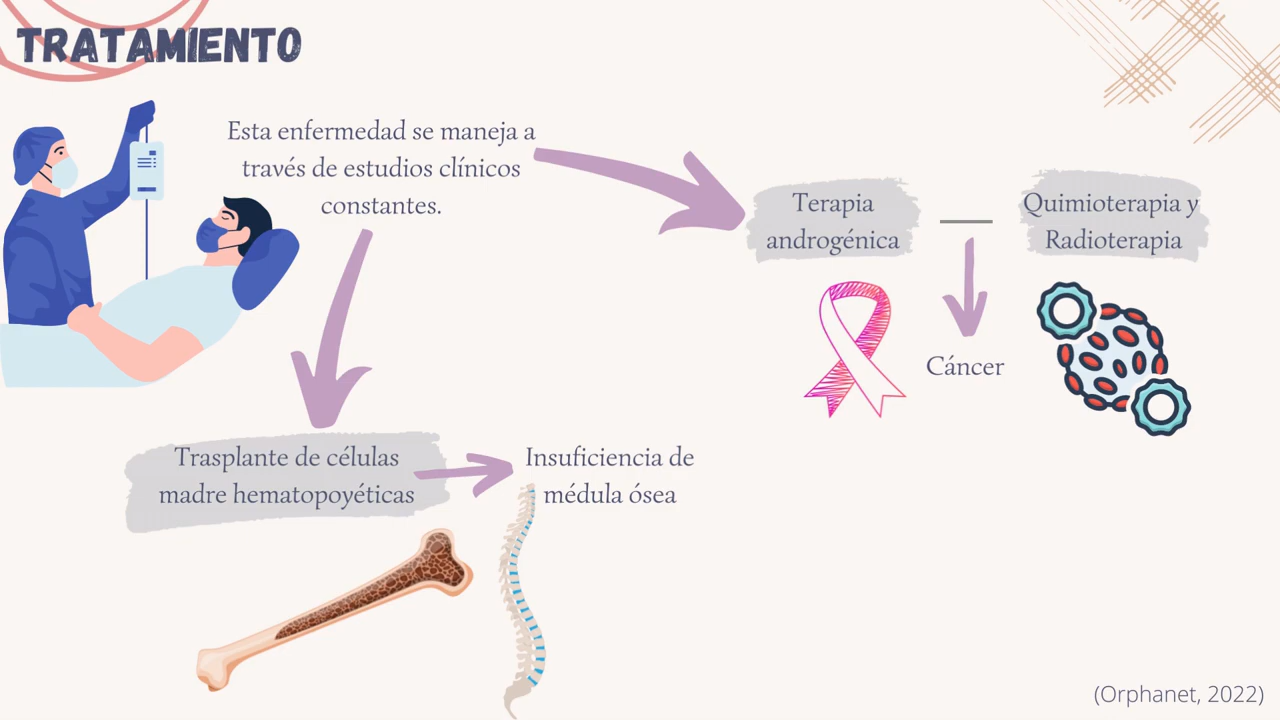 TRATAMIENTO
Esta enfermedad se maneja a
través de estudios clínicos
constantes.
Terapia
androgénica
Quimioterapia y
Radioterapia
Cáncer
Trasplante de células
madre hematopoyéticas
Insuficiencia de
médula ósea
(Orphanet, 2022)